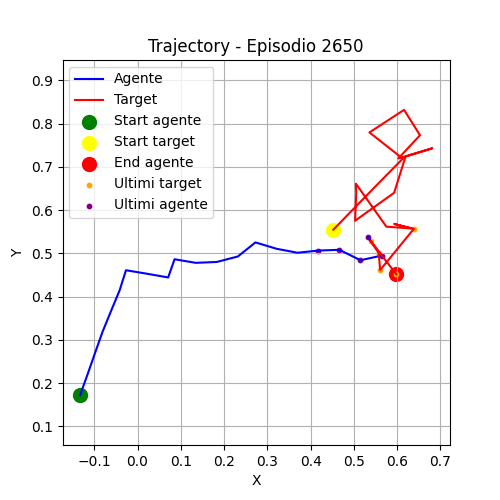 Trajectory - Episodio 2650
Agente
Target
Start agente
Start target
End agente
Ultimi target
Ultimi agente
Y
0.9
0.8
0.7
0.6
0.5
0.4
0.3
0.2
0.1
−0.1 0.0 0.1 0.2 0.3 0.4 0.5 0.6 0.7
X